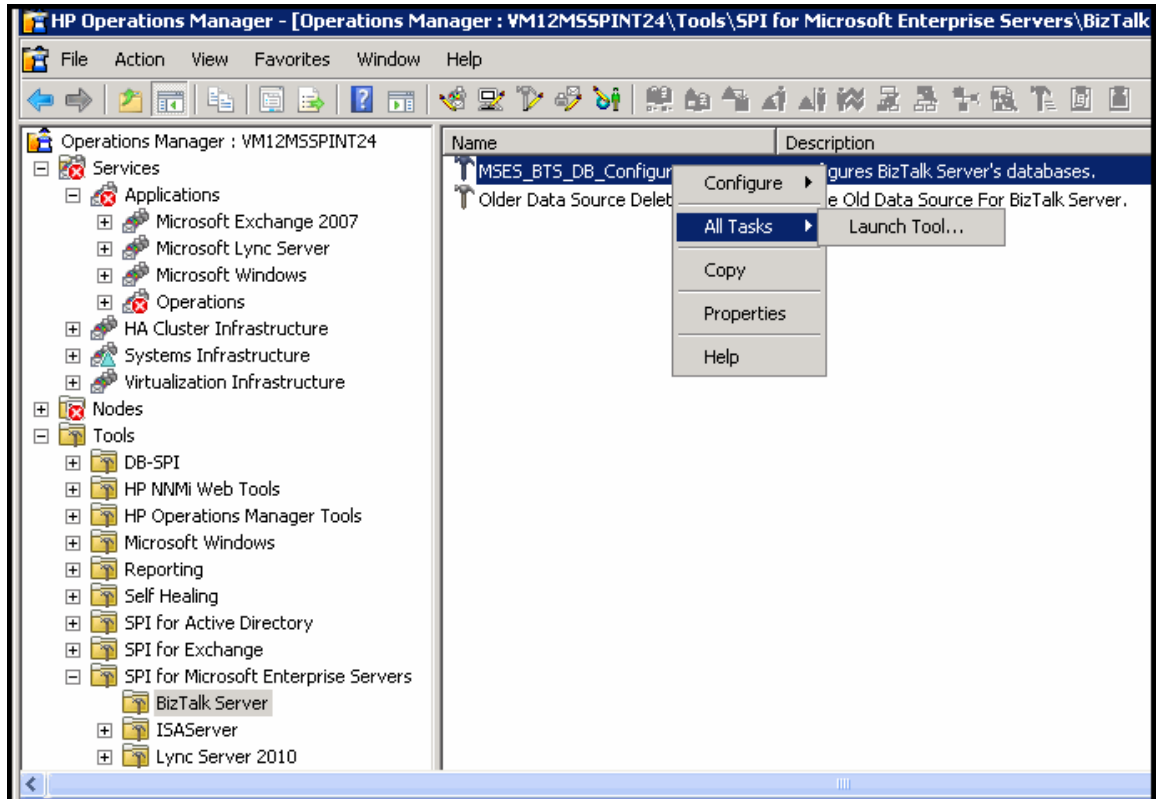 HP Operations Manager - [Operations Manager : VM12MSSPINT24\Tools\SPI for Microsoft Enterprise Servers\BizTalk
File Action View Favorites Window Help
Operations Manager : VM12MSSPINT24
Services
Applications
Microsoft Exchange 2007
Microsoft Lync Server
Microsoft Windows
Operations
HA Cluster Infrastructure
Systems Infrastructure
Virtualization Infrastructure
Nodes
Tools
DB-SPI
HP NNMi Web Tools
HP Operations Manager Tools
Microsoft Windows
Reporting
Self Healing
SPI for Active Directory
SPI for Exchange
SPI for Microsoft Enterprise Servers
BizTalk Server
ISAServer
Lync Server 2010
Name Description
MSES_BTS_DB_Configur gures BizTalk Server's databases.
Older Data Source Delet e Old Data Source For BizTalk Server.
Configure
All Tasks
Launch Tool...
Copy
Properties
Help